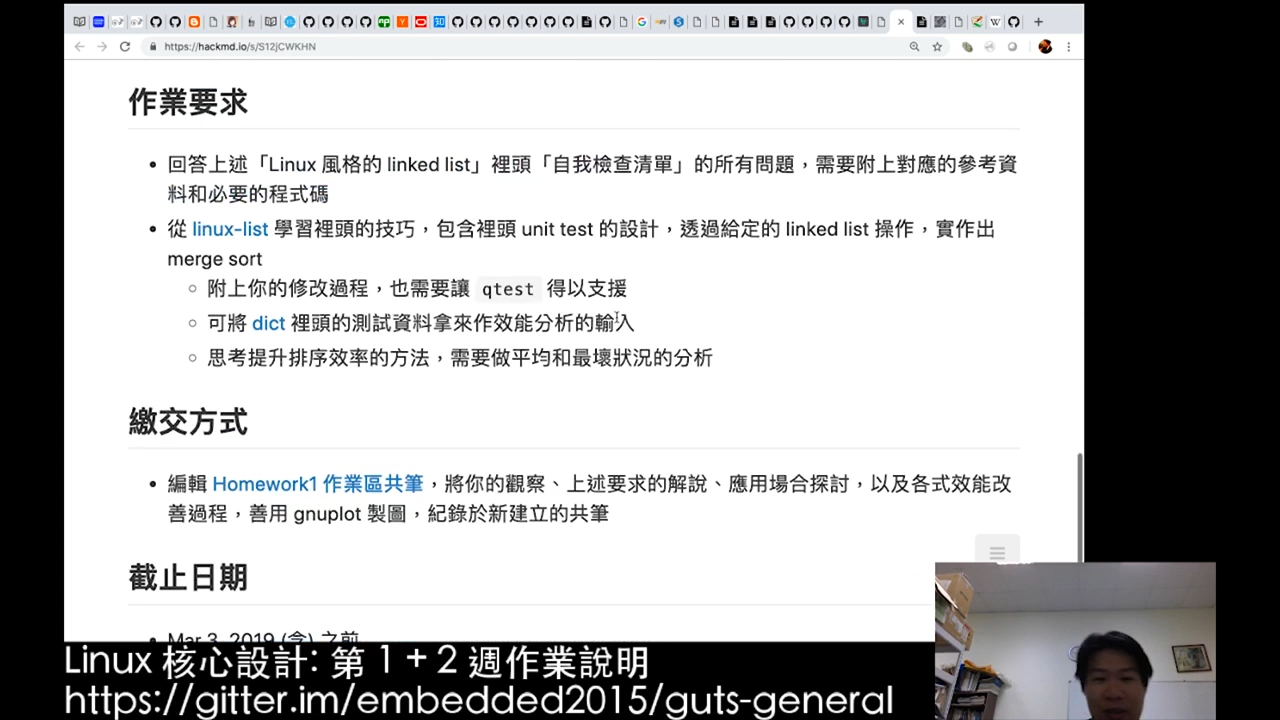 https://hackmd.io/s/S12jCWKHN
作業要求
回答上述「Linux 風格的 linked list」裡頭「自我檢查清單」的所有問題，需要附上對應的參考資
料和必要的程式碼
從 linux-list 學習裡頭的技巧，包含裡頭 unit test 的設計，透過給定的 linked list 操作，實作出
merge sort
附上你的修改過程，也需要讓 qtest 得以支援
可將 dict 裡頭的測試資料拿來作效能分析的輸入
思考提升排序效率的方法，需要做平均和最壞狀況的分析
繳交方式
編輯 Homework1 作業區共筆，將你的觀察、上述要求的解說、應用場合探討，以及各式效能改
善過程，善用 gnuplot 製圖，紀錄於新建立的共筆
截止日期
Mar 3, 2019 (含) 之前
Linux 核心設計: 第 1 + 2 週作業說明
https://gitter.im/embedded2015/guts-general